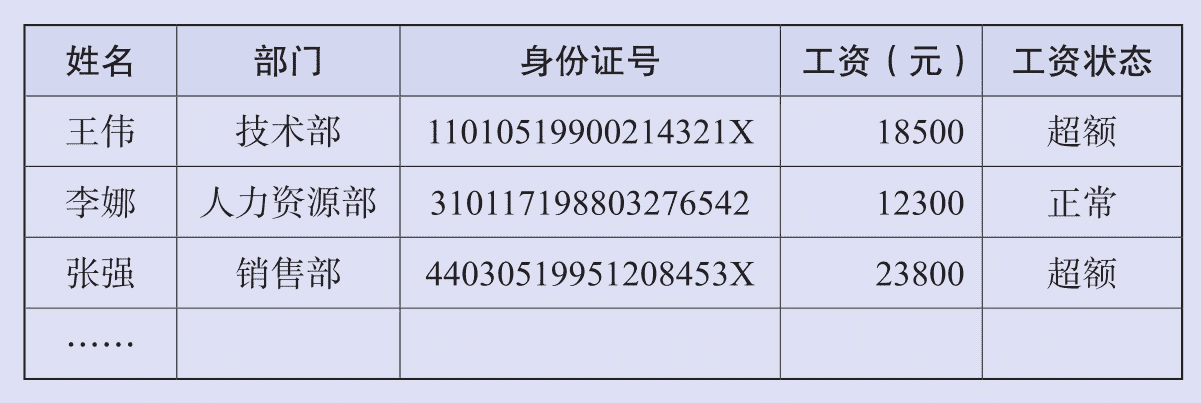 姓名 部门 身份证号 工资（元） 工资状态
王伟 技术部 11010519900214321X 18500 超额
李娜 人力资源部 310117198803276542 12300 正常
张强 销售部 44030519951208453X 23800 超额
……